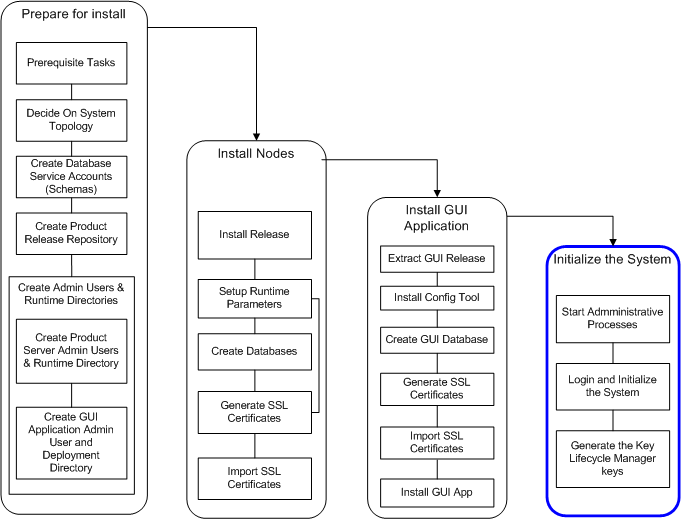 Prepare for install
Prerequisite Tasks
Decide On System
Topology
Create Database
Service Accounts
(Schemas)
Create Product
Release Repository
Create Admin Users &
Runtime Directories
Create Product
Server Admin Users
& Runtime Directory
Create GUI
Application Admin
User and
Deployment
Directory
Install Nodes
Install Release
Setup Runtime
Parameters
Create Databases
Generate SSL
Certificates
Import SSL
Certificates
Install GUI
Application
Extract GUI Release
Install Config Tool
Create GUI Database
Generate SSL
Certificates
Import SSL
Certificates
Install GUI App
Initialize the System
Start Admministrative
Processes
Login and Initialize
the System
Generate the Key
Lifecycle Manager
keys